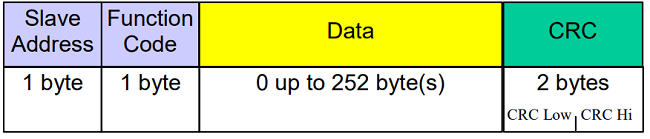 Slave Address
Function Code
Data
CRC
1 byte
1 byte
0 up to 252 byte(s)
2 bytes
CRC Low
CRC Hi